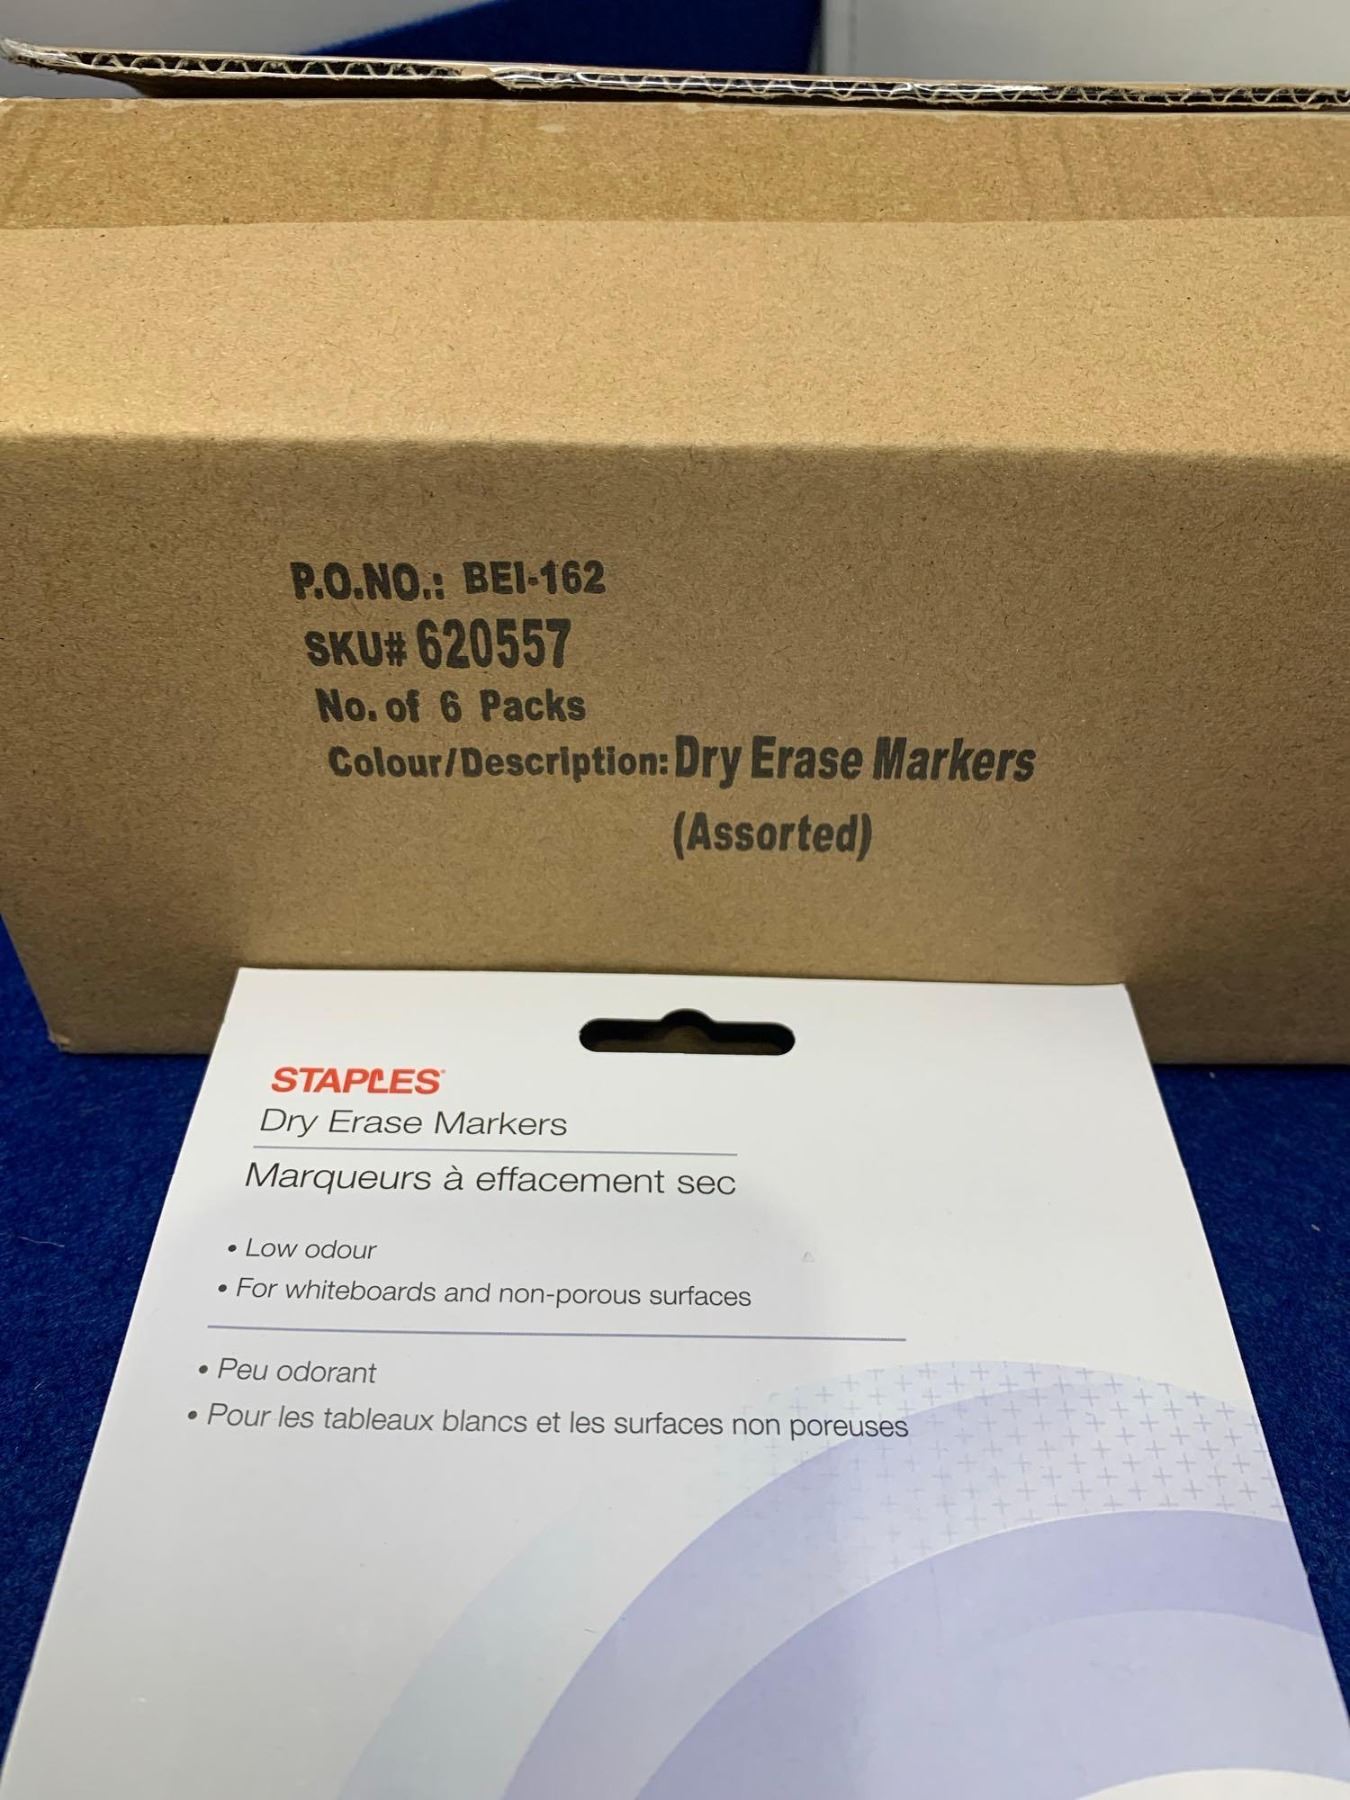 P.O.NO.: BEI-162
SKU# 620557
No. of 6 Packs
Colour/Description: Dry Erase Markers
(Assorted)
STAPLES
Dry Erase Markers
Marqueurs à effacement sec
• Low odour
• For whiteboards and non-porous surfaces
• Peu odorant
• Pour les tableaux blancs et les surfaces non poreuses